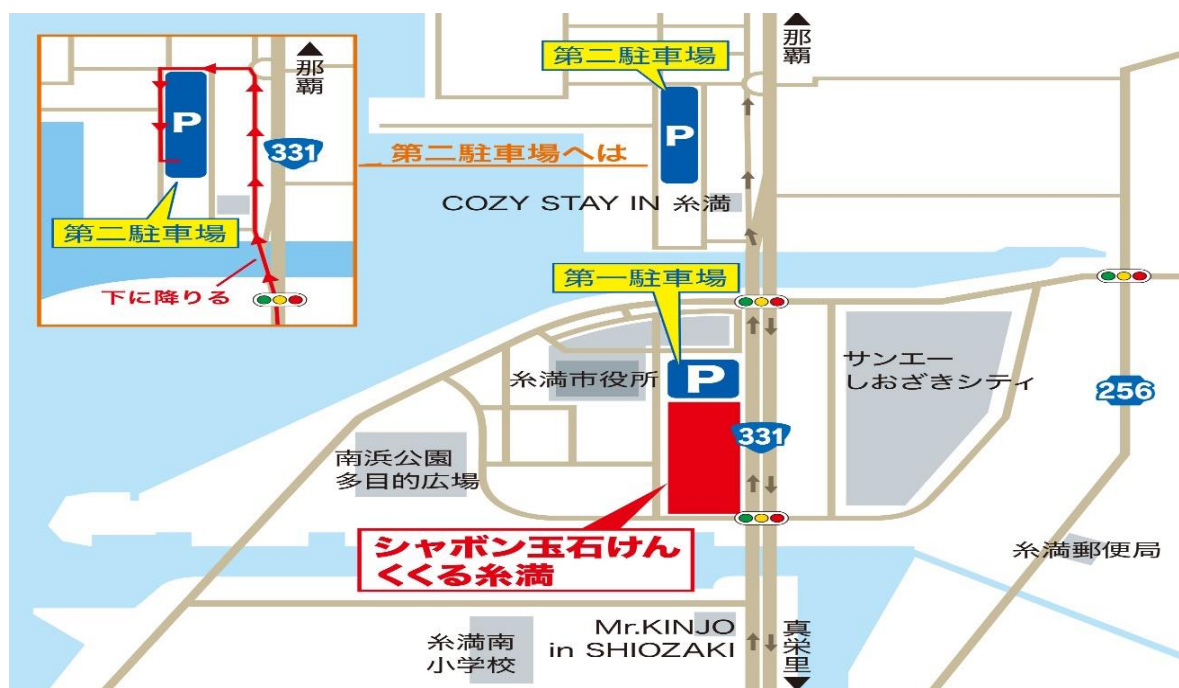 那覇
P
331
第二駐車場
下に降りる
那覇
第二駐車場
P
第二駐車場へは
COZY STAY IN 糸満
第一駐車場
P
糸満市役所
サンエー
しおざきシティ
256
331
南浜公園
多目的広場
シャボン玉石けん
くくる糸満
糸満郵便局
糸満南
小学校
Mr.KINJO
in SHIOZAKI
真栄里